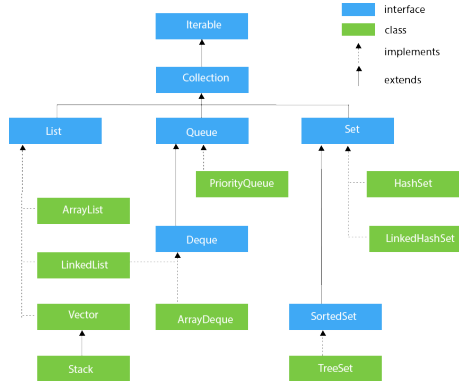 Iterable
interface
class
implements
extends
Collection
List
Queue
Set
PriorityQueue
HashSet
ArrayList
Deque
LinkedHashSet
LinkedList
Vector
ArrayDeque
SortedSet
Stack
TreeSet